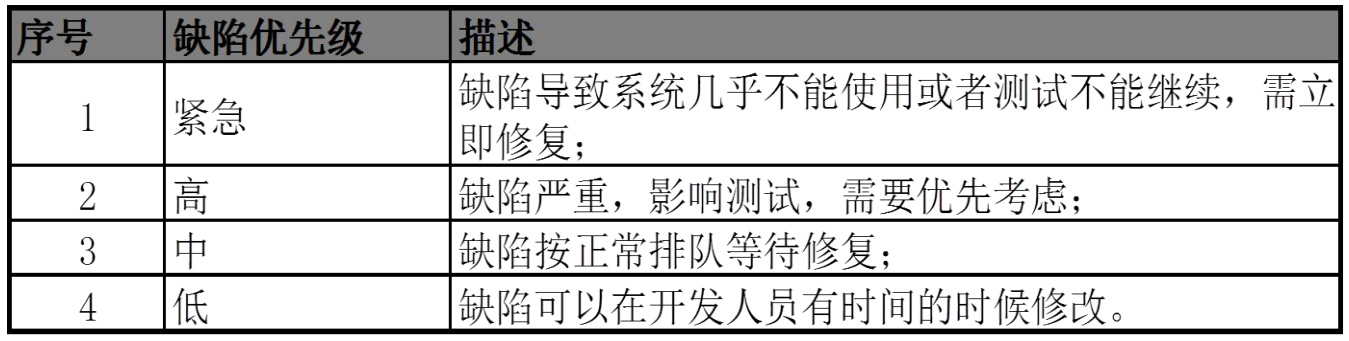 序号 缺陷优先级 描述
1 紧急 缺陷导致系统几乎不能使用或者测试不能继续，需立
即修复；
2 高 缺陷严重，影响测试，需要优先考虑；
3 中 缺陷按正常排队等待修复；
4 低 缺陷可以在开发人员有时间的时候修改。